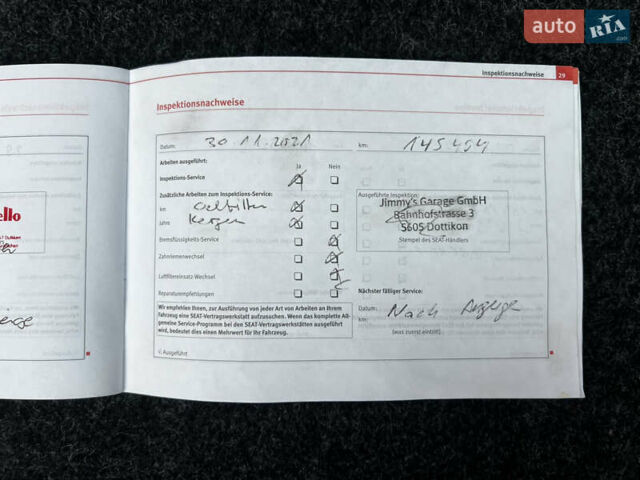 auto RIA .com
Inspektionsnachweise 29
Inspektionsnachweise
Datum: 30.11.2021 km: 145494
Arbeiten ausgeführt: Ja Nein
Inspektions-Service
Zusätzliche Arbeiten zum Inspektions-Service:
km Oelfilter
Jahre Kerzen
Bremsflüssigkeits-Service
Zahnriemenwechsel
Luftfiltereinsatz-Wechsel
Reparaturempfehlungen
Wir empfehlen Ihnen, zur Ausführung von jeder Art von Arbeiten an Ihrem
Fahrzeug eine SEAT-Vertragswerkstatt aufzusuchen. Wenn das komplette All-
gemeine Service-Programm bei den SEAT-Vertragswerkstätten ausgeführt
wird, bedeutet dies einen Mehrwert für Ihr Fahrzeug.
√: Ausgeführt
Ausgeführte Inspektion:
Jimmy's Garage GmbH
Bahnhofstrasse 3
5605 Dottikon
Stempel des SEAT-Händlers
Nächster fälliger Service:
Datum: Nach Anzeige
km:
(was zuerst eintritt)